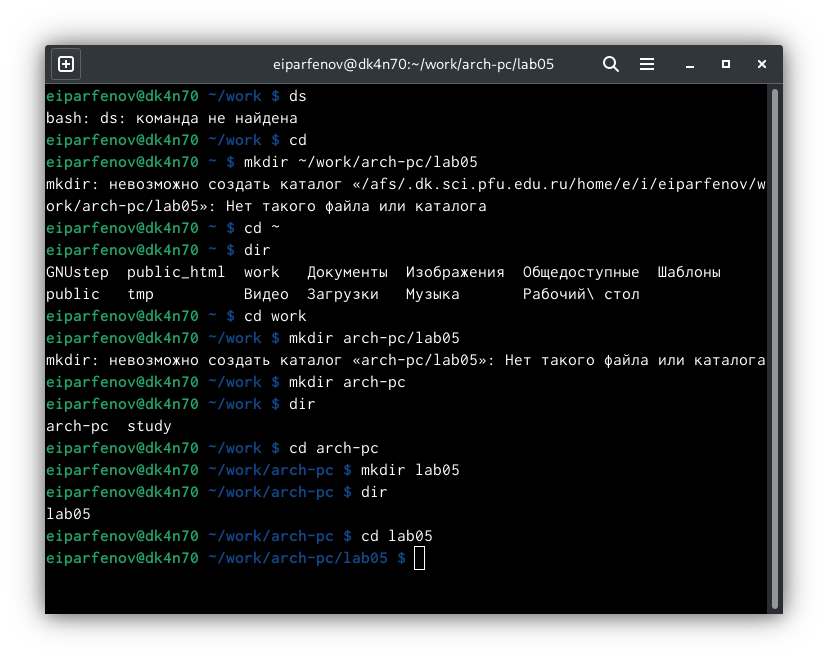 eiparfenov@dk4n70:~/work/arch-pc/lab05
eiparfenov@dk4n70 ~/work $ ds
bash: ds: команда не найдена
eiparfenov@dk4n70 ~/work $ cd
eiparfenov@dk4n70 ~ $ mkdir ~/work/arch-pc/lab05
mkdir: невозможно создать каталог «/afs/.dk.sci.pfu.edu.ru/home/e/i/eiparfenov/w
ork/arch-pc/lab05»: Нет такого файла или каталога
eiparfenov@dk4n70 ~ $ cd ~
eiparfenov@dk4n70 ~ $ dir
GNUstep  public_html  work   Документы  Изображения  Общедоступные  Шаблоны
public   tmp          Видео  Загрузки   Музыка       Рабочий\ стол
eiparfenov@dk4n70 ~ $ cd work
eiparfenov@dk4n70 ~/work $ mkdir arch-pc/lab05
mkdir: невозможно создать каталог «arch-pc/lab05»: Нет такого файла или каталога
eiparfenov@dk4n70 ~/work $ mkdir arch-pc
eiparfenov@dk4n70 ~/work $ dir
arch-pc  study
eiparfenov@dk4n70 ~/work $ cd arch-pc
eiparfenov@dk4n70 ~/work/arch-pc $ mkdir lab05
eiparfenov@dk4n70 ~/work/arch-pc $ dir
lab05
eiparfenov@dk4n70 ~/work/arch-pc $ cd lab05
eiparfenov@dk4n70 ~/work/arch-pc/lab05 $